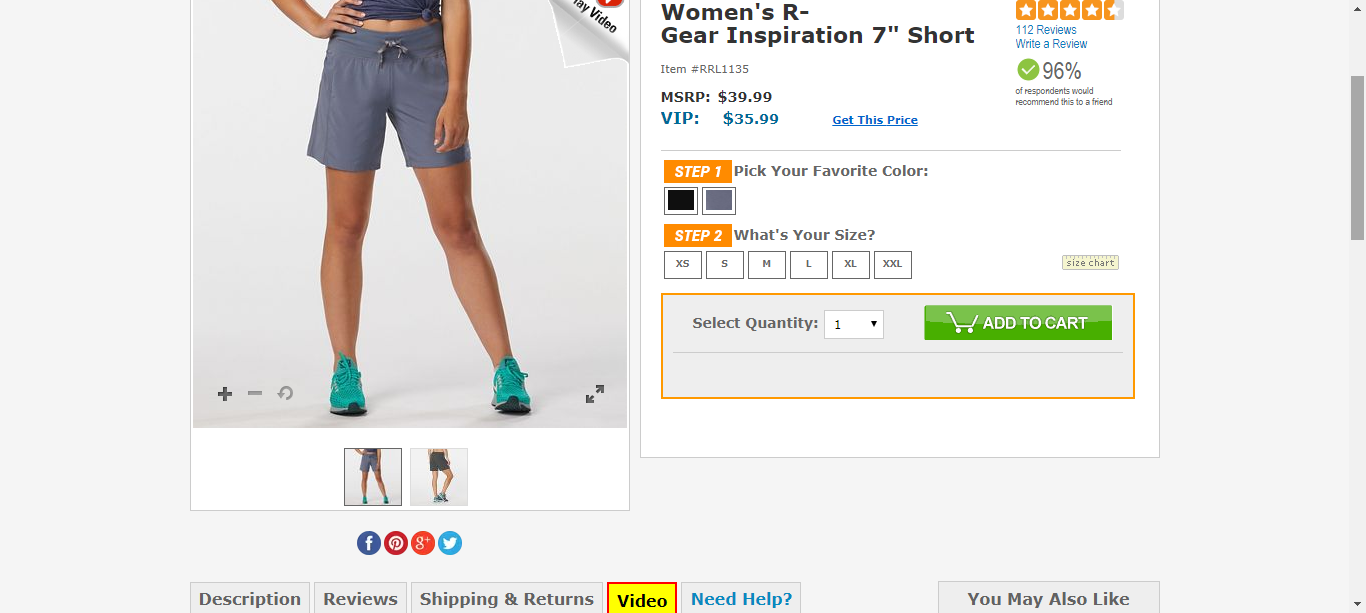 Play Video
Women's R-
Gear Inspiration 7" Short
112 Reviews
Write a Review
Item #RRL1135
96%
of respondents would
recommend this to a friend
MSRP: $39.99
VIP: $35.99 Get This Price
STEP 1 Pick Your Favorite Color:
STEP 2 What's Your Size?
XS S M L XL XXL size chart
Select Quantity: 1 ADD TO CART
f g+
Description Reviews Shipping & Returns Video Need Help? You May Also Like